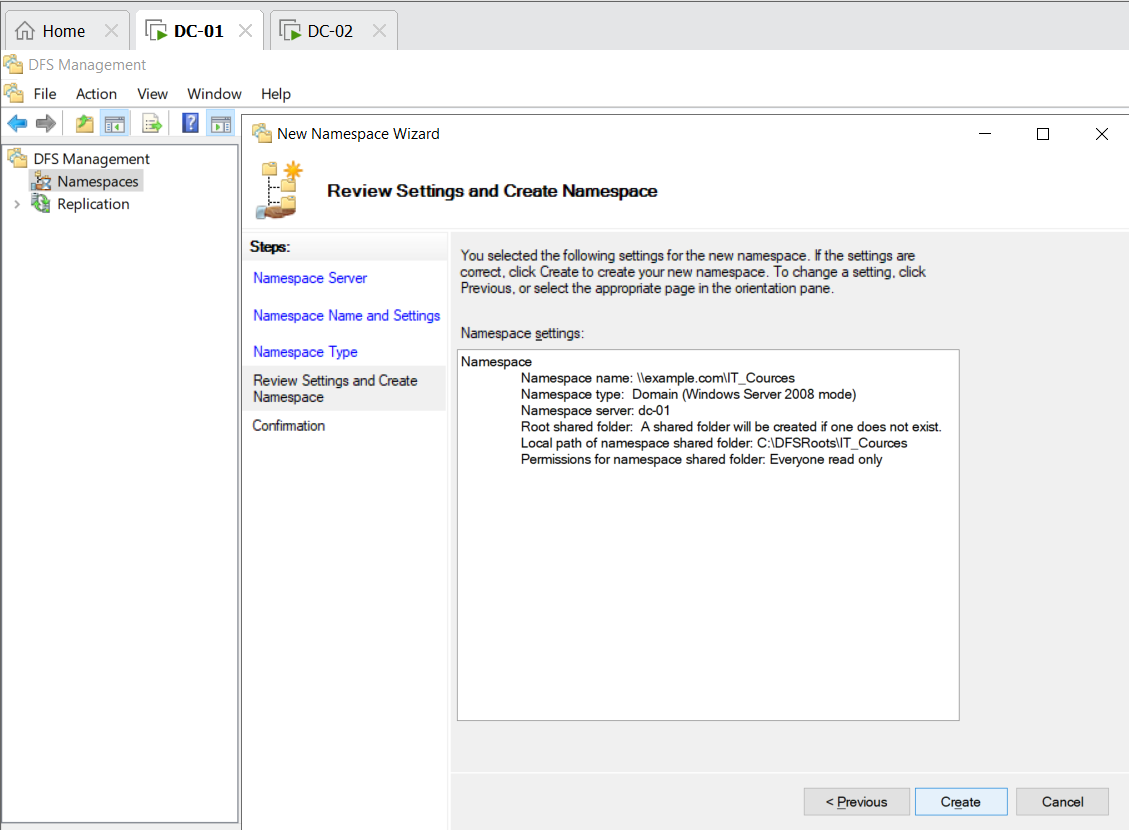 Home
DC-01
DC-02
DFS Management
File Action View Window Help
New Namespace Wizard
DFS Management
Namespaces
Replication
Review Settings and Create Namespace
Steps:
Namespace Server
Namespace Name and Settings
Namespace Type
Review Settings and Create
Namespace
Confirmation
You selected the following settings for the new namespace. If the settings are
correct, click Create to create your new namespace. To change a setting, click
Previous, or select the appropriate page in the orientation pane.
Namespace settings:
Namespace
Namespace name: \\example.com\IT_Cources
Namespace type: Domain (Windows Server 2008 mode)
Namespace server: dc-01
Root shared folder: A shared folder will be created if one does not exist.
Local path of namespace shared folder: C:\DFSRoots\IT_Cources
Permissions for namespace shared folder: Everyone read only
< Previous
Create
Cancel